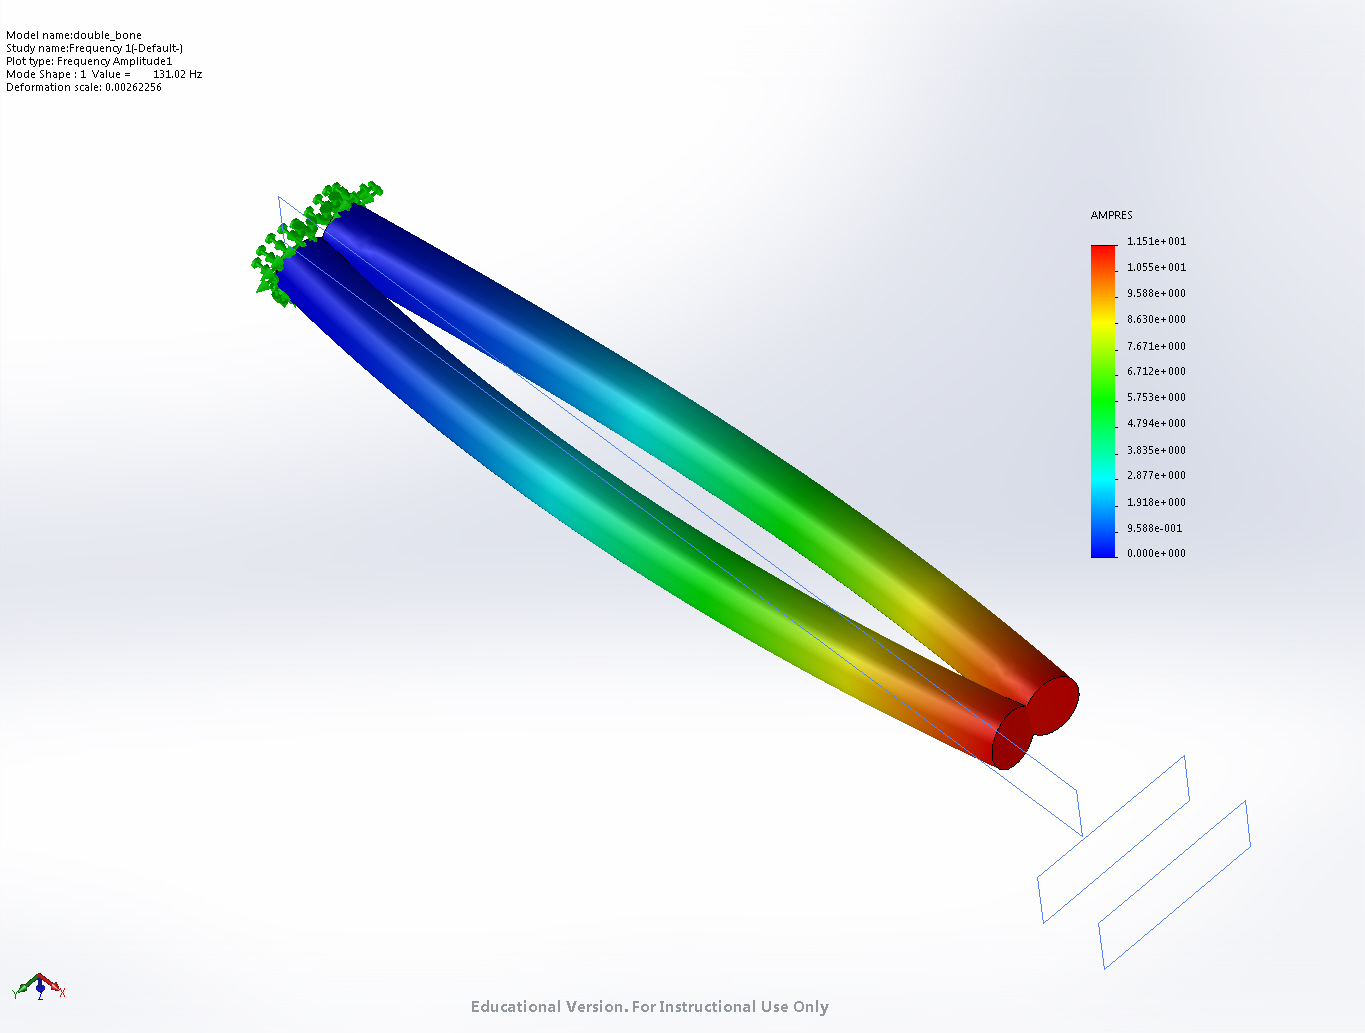 Model name:double_bone
Study name:Frequency 1(-Default-)
Plot type: Frequency Amplitude1
Mode Shape : 1 Value = 131.02 Hz
Deformation scale: 0.00262256
AMPRES
1.151e+001
1.055e+001
9.588e+000
8.630e+000
7.671e+000
6.712e+000
5.753e+000
4.794e+000
3.835e+000
2.877e+000
1.918e+000
9.588e-001
0.000e+000
Y
Z
X
Educational Version. For Instructional Use Only